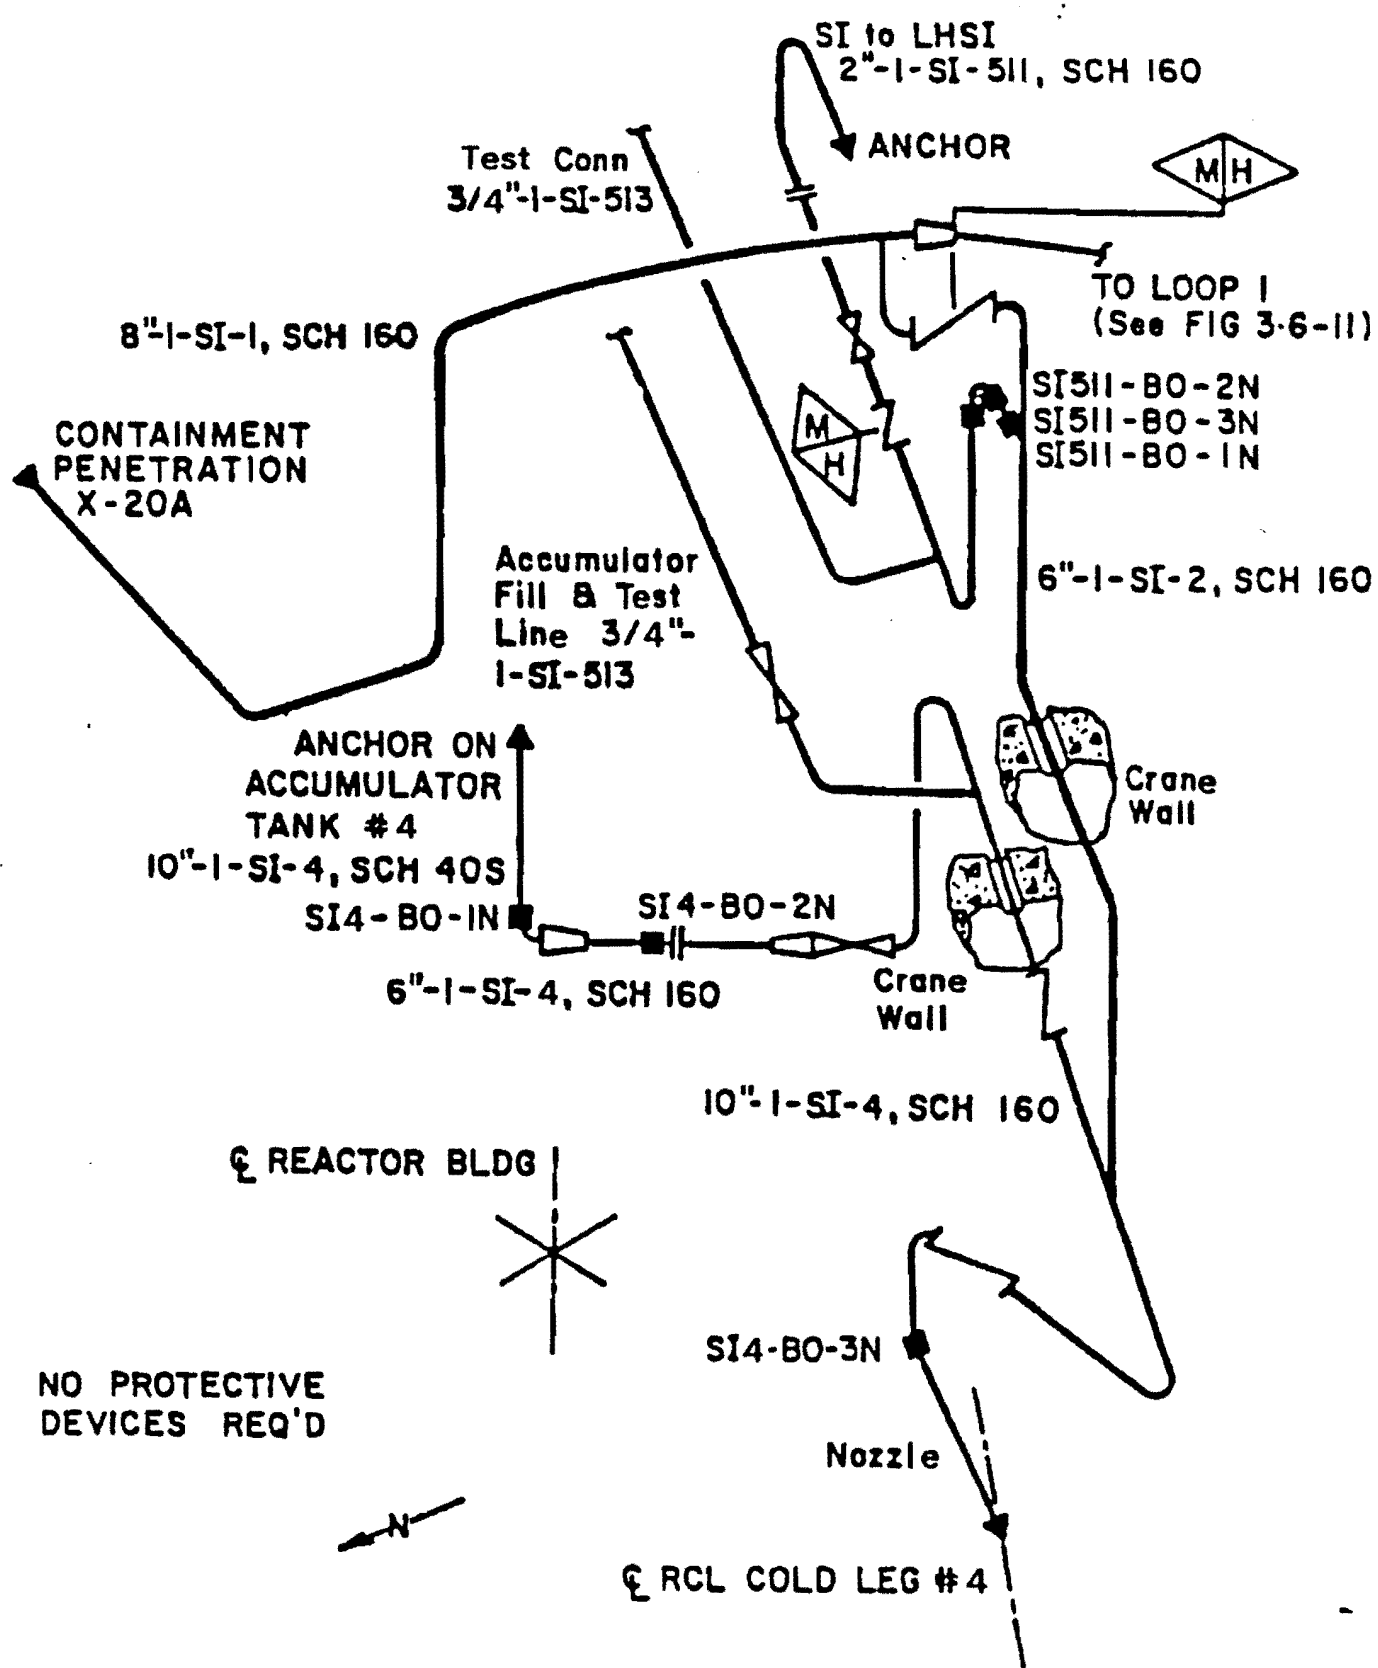 SI to LHSI
2"-1-SI-511, SCH 160
ANCHOR
Test Conn
3/4"-1-SI-513
M H
TO LOOP 1
(See FIG 3.6-11)
8"-1-SI-1, SCH 160
SI511-BO-2N
SI511-BO-3N
SI511-BO-1N
M
H
CONTAINMENT
PENETRATION
X-20A
Accumulator
Fill & Test
Line 3/4"-
1-SI-513
6"-1-SI-2, SCH 160
ANCHOR ON
ACCUMULATOR
TANK #4
10"-1-SI-4, SCH 40S
SI4-BO-1N
Crane
Wall
SI4-BO-2N
6"-1-SI-4, SCH 160
Crane
Wall
10"-1-SI-4, SCH 160
℄ REACTOR BLDG
SI4-BO-3N
NO PROTECTIVE
DEVICES REQ'D
Nozzle
N
℄ RCL COLD LEG #4